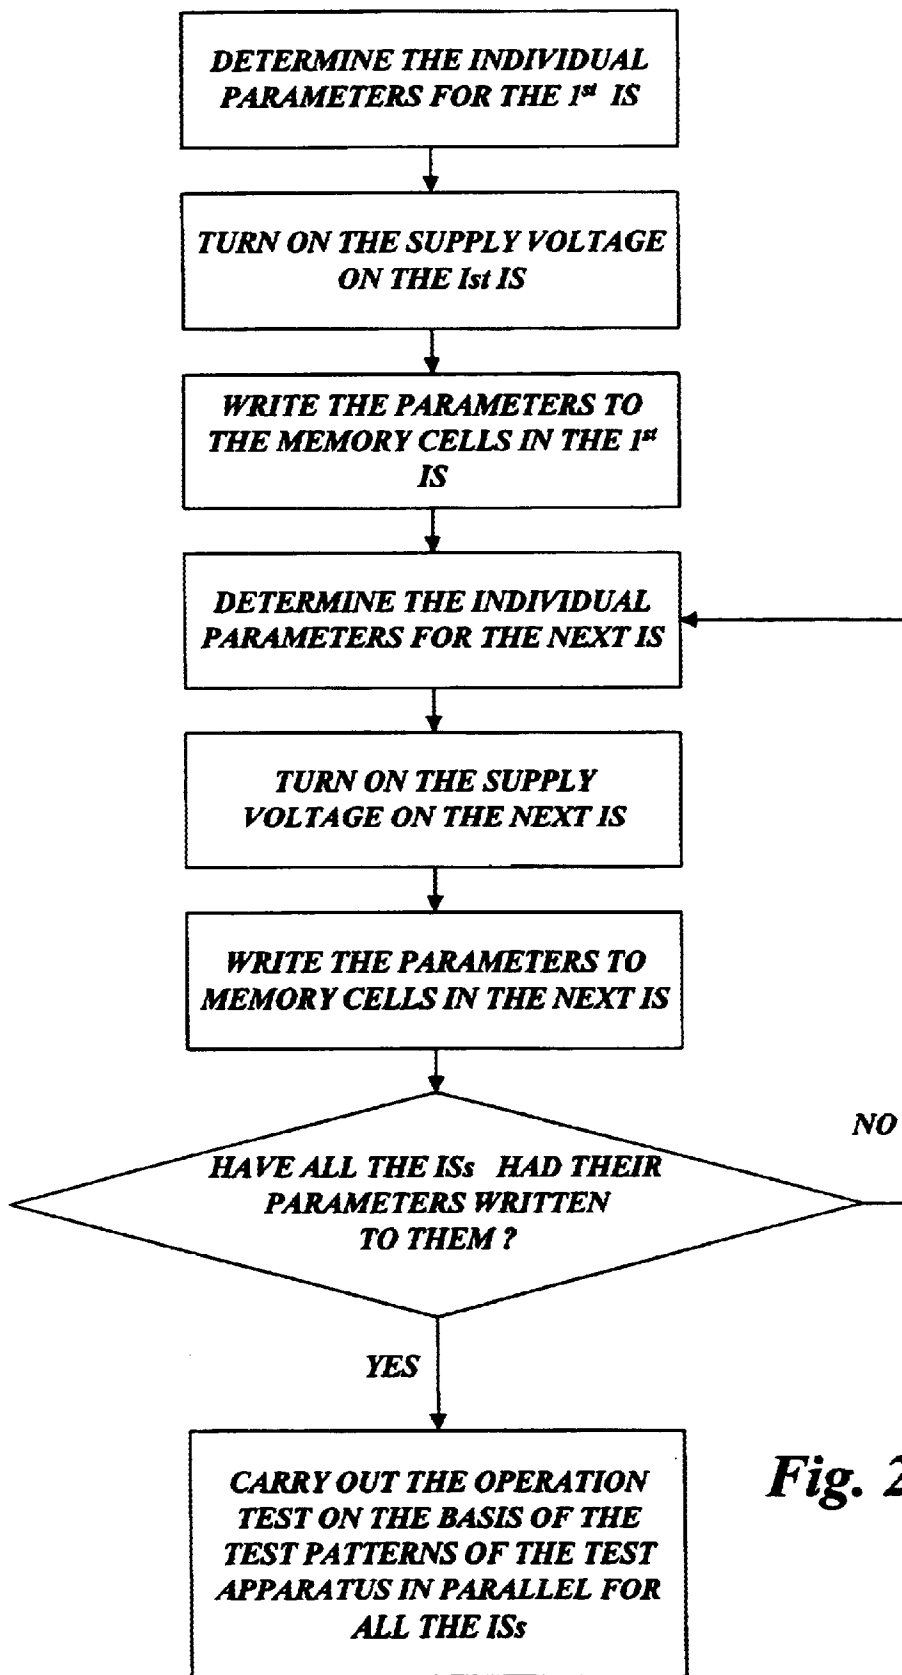 DETERMINE THE INDIVIDUAL
PARAMETERS FOR THE 1st IS
TURN ON THE SUPPLY VOLTAGE
ON THE 1st IS
WRITE THE PARAMETERS TO
THE MEMORY CELLS IN THE 1st
IS
DETERMINE THE INDIVIDUAL
PARAMETERS FOR THE NEXT IS
TURN ON THE SUPPLY
VOLTAGE ON THE NEXT IS
WRITE THE PARAMETERS TO
MEMORY CELLS IN THE NEXT IS
NO
HAVE ALL THE ISs HAD THEIR
PARAMETERS WRITTEN
TO THEM ?
YES
CARRY OUT THE OPERATION
TEST ON THE BASIS OF THE
TEST PATTERNS OF THE TEST
APPARATUS IN PARALLEL FOR
ALL THE ISs
Fig. 2